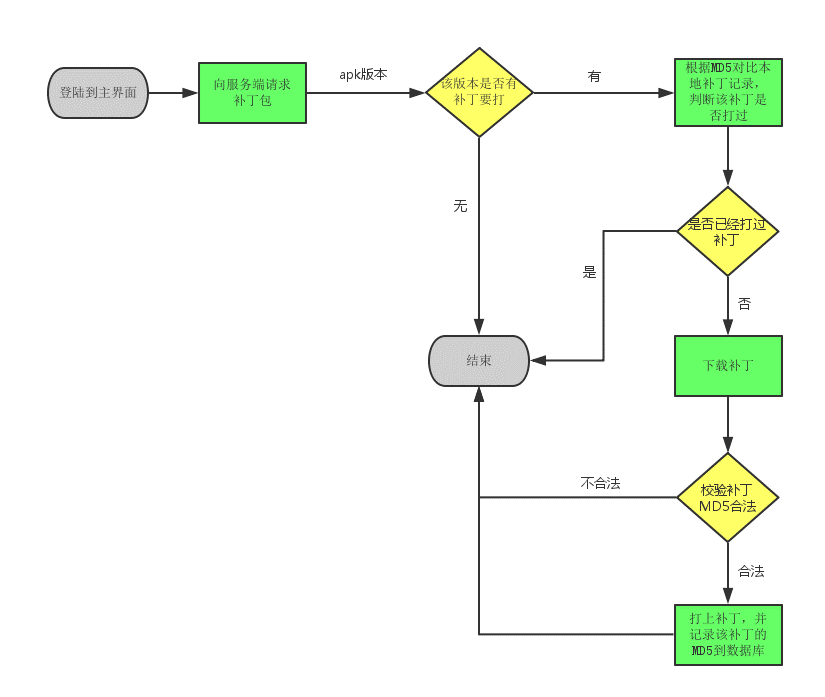 登陆到主界面
向服务端请求
补丁包
apk版本
该版本是否有
补丁要打
有
根据MD5对比本
地补丁记录，
判断该补丁是
否打过
无
是否已经打过
补丁
是
否
结束
下载补丁
不合法
校验补丁
MD5合法
合法
打上补丁，并
记录该补丁的
MD5到数据库